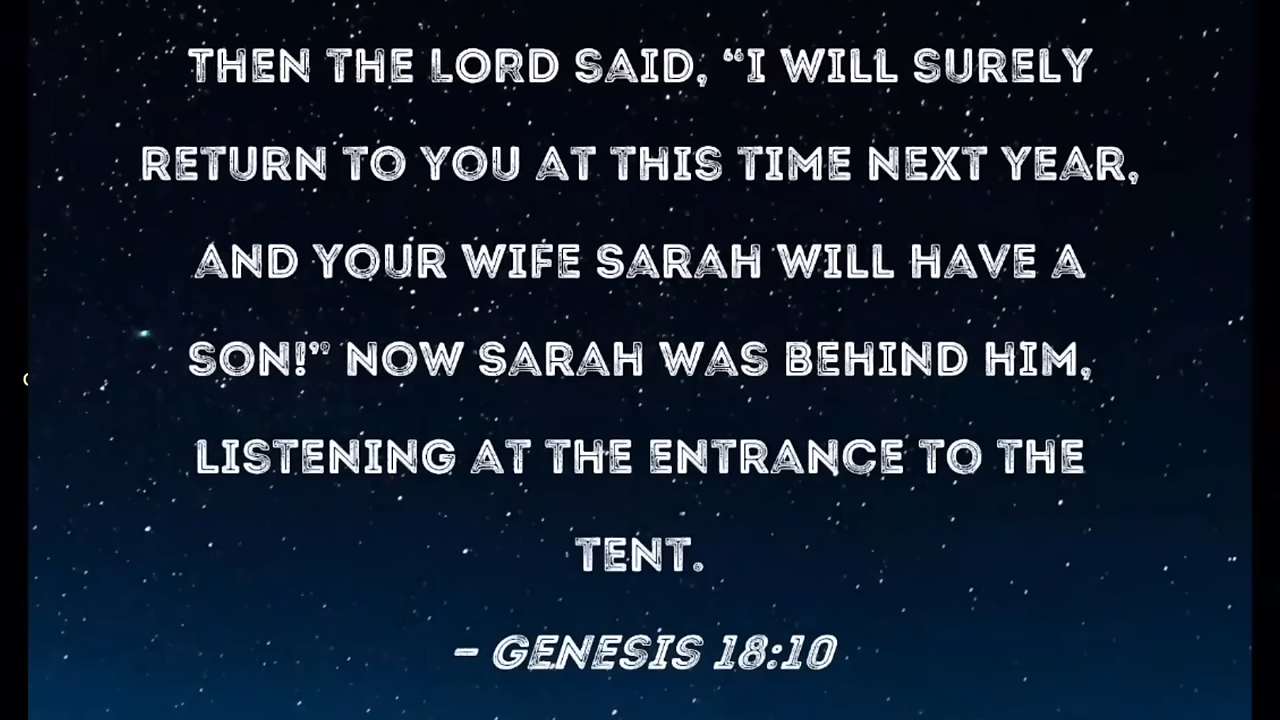 THEN THE LORD SAID, “I WILL SURELY
RETURN TO YOU AT THIS TIME NEXT YEAR,
AND YOUR WIFE SARAH WILL HAVE A
SON!” NOW SARAH WAS BEHIND HIM,
LISTENING AT THE ENTRANCE TO THE
TENT.
– GENESIS 18:10